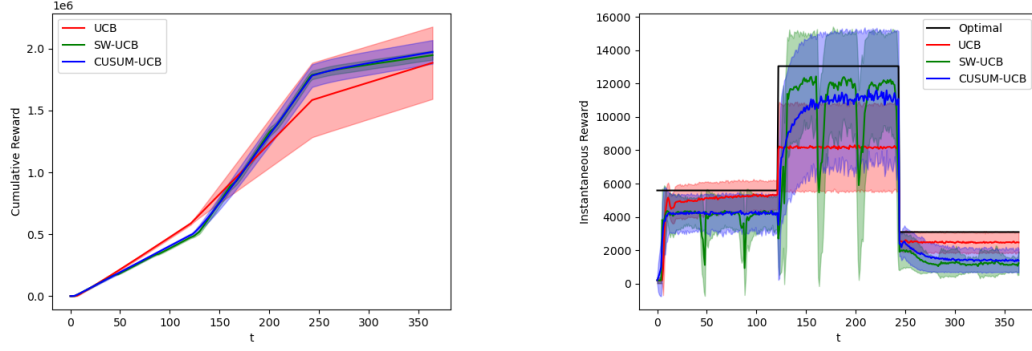 1e6
UCB
SW-UCB
CUSUM-UCB
2.0
1.5
1.0
0.5
0.0
Cumulative Reward
0 50 100 150 200 250 300 350
t
16000
14000
12000
10000
8000
6000
4000
2000
0
Instantaneous Reward
Optimal
UCB
SW-UCB
CUSUM-UCB
0 50 100 150 200 250 300 350
t